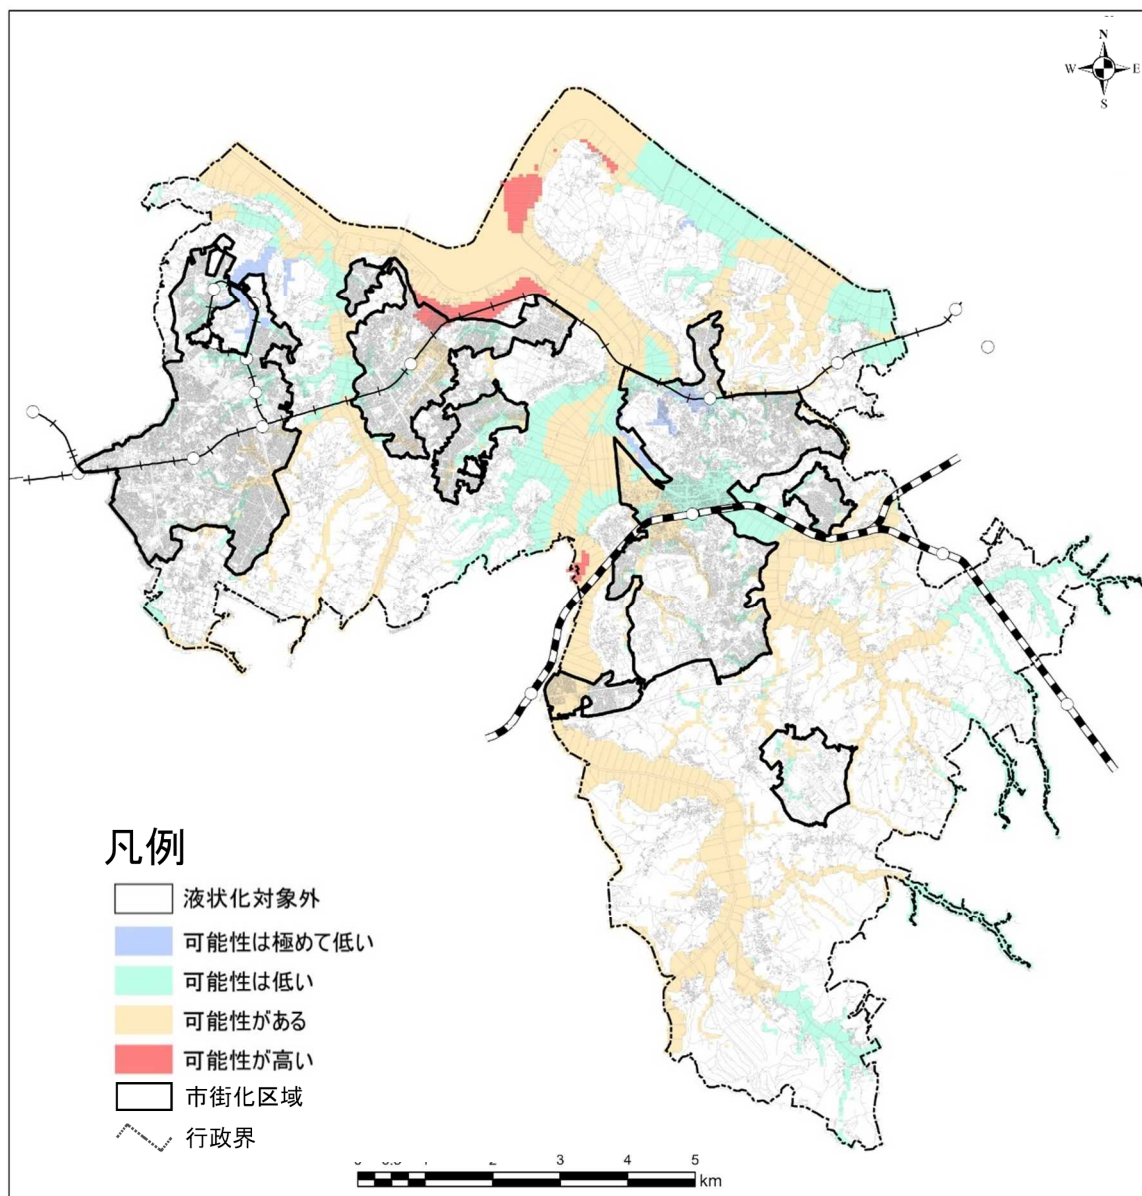 N
W E
S
凡例
液状化対象外
可能性は極めて低い
可能性は低い
可能性がある
可能性が高い
市街化区域
行政界
2 3 4 5
km